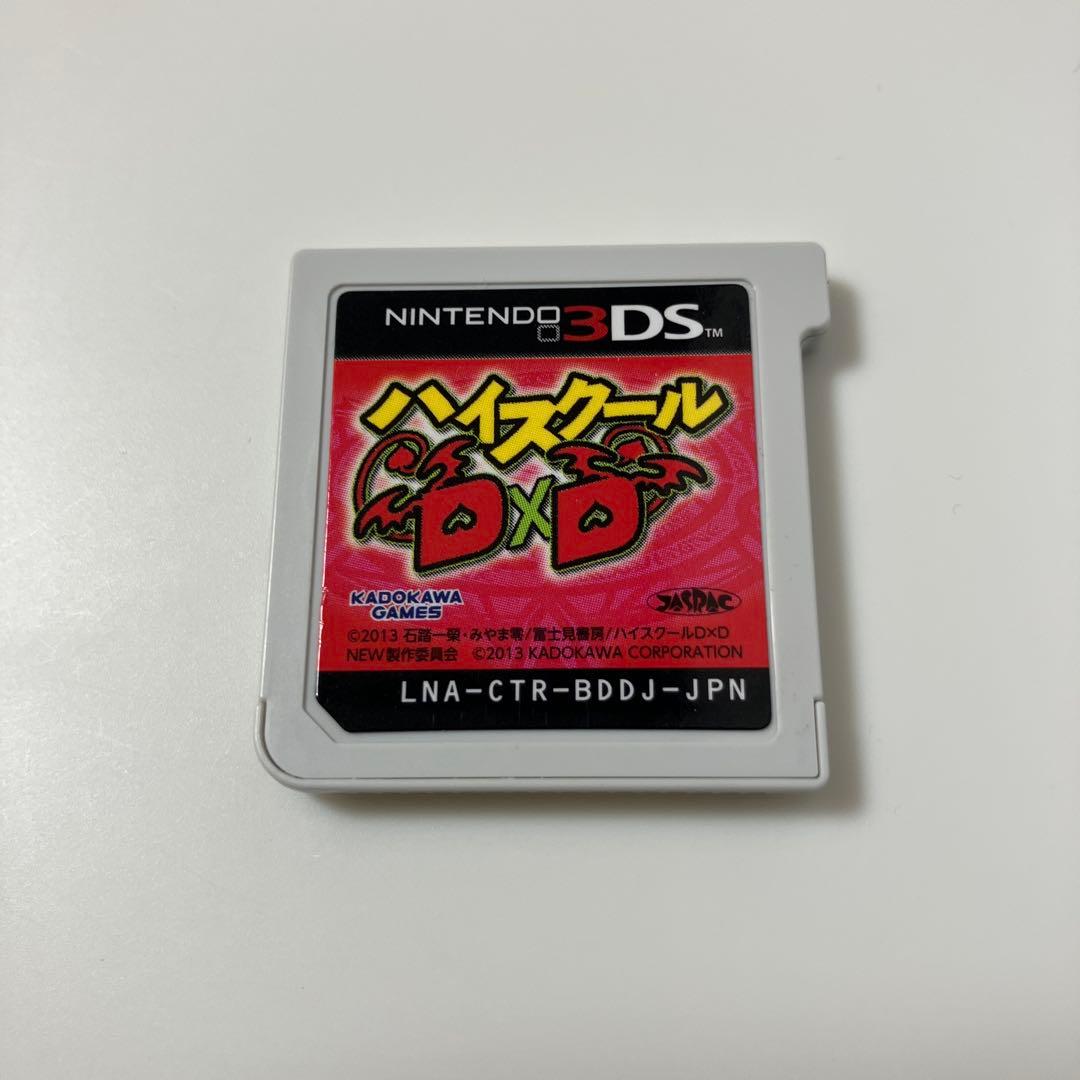 NINTENDO 3DS™
ハイスクール
D×D
KADOKAWA
GAMES
JASRAC
©2013 石踏一榮・みやま零/富士見書房/ハイスクールD×D
NEW製作委員会 ©2013 KADOKAWA CORPORATION
LNA-CTR-BDDJ-JPN